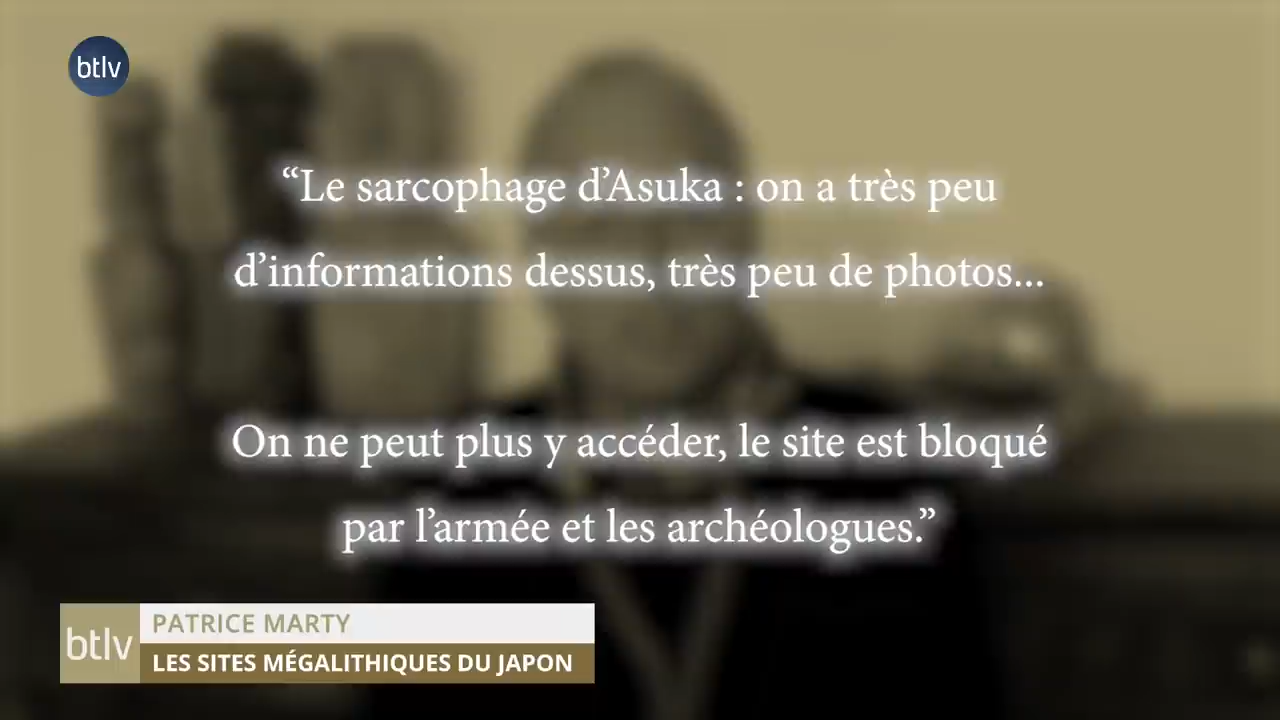 btlv
“Le sarcophage d’Asuka : on a très peu
d’informations dessus, très peu de photos...
On ne peut plus y accéder, le site est bloqué
par l’armée et les archéologues.”
btlv
PATRICE MARTY
LES SITES MÉGALITHIQUES DU JAPON